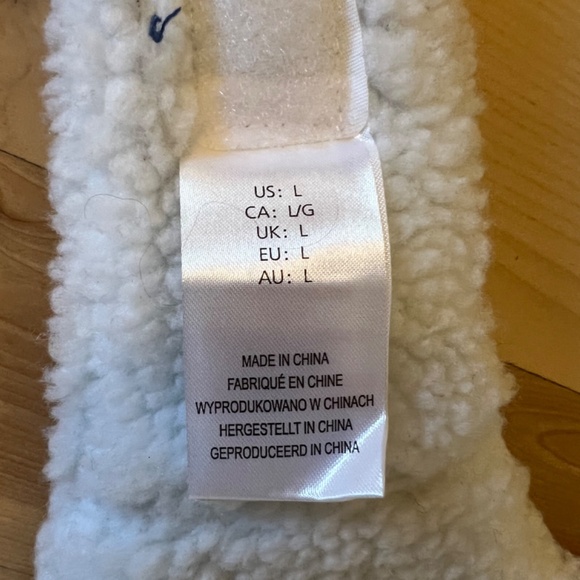 US: L
CA: L/G
UK: L
EU: L
AU: L
MADE IN CHINA
FABRIQUÉ EN CHINE
WYPRODUKOWANO W CHINACH
HERGESTELLT IN CHINA
GEPRODUCEERD IN CHINA